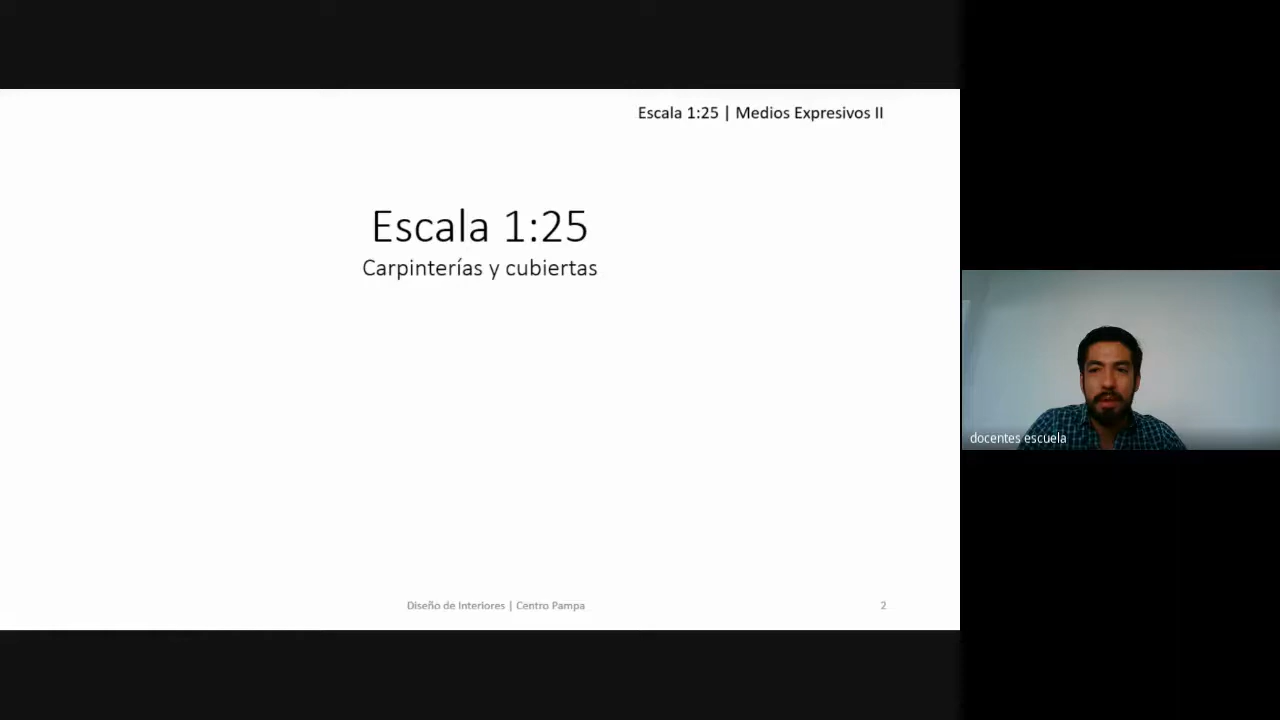 Escala 1:25 | Medios Expresivos II
Escala 1:25
Carpinterías y cubiertas
docentes escuela
Diseño de Interiores | Centro Pampa
2